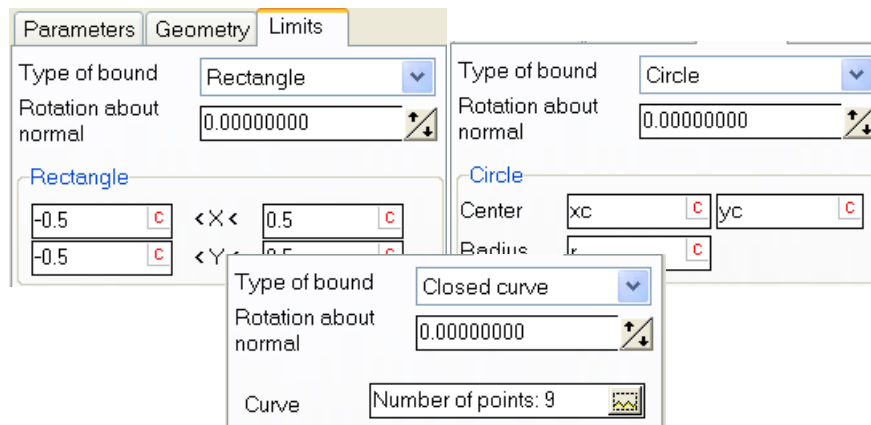 Parameters Geometry Limits
Type of bound Rectangle
Rotation about normal 0.00000000
Rectangle
-0.5 c <X< 0.5 c
-0.5 c <Y<
Type of bound Circle
Rotation about normal 0.00000000
Circle
Center xc c yc c
Radius r c
Type of bound Closed curve
Rotation about normal 0.00000000
Curve Number of points: 9